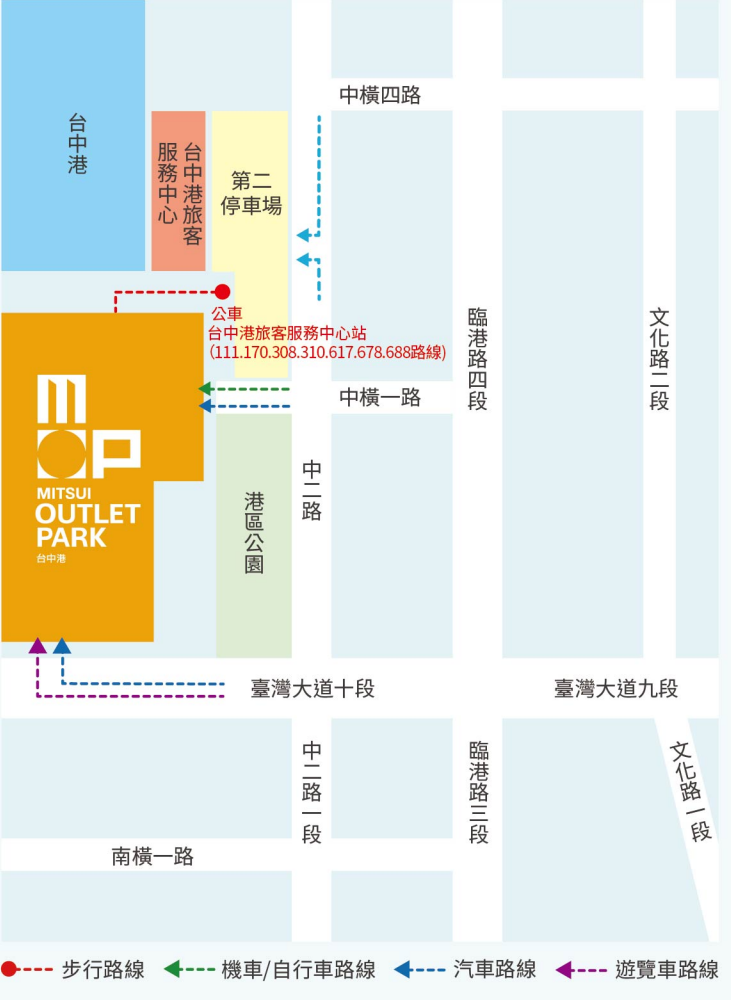 中橫四路
台中港
台中港旅客
服務中心
第二
停車場
公車
台中港旅客服務中心站
(111.170.308.310.617.678.688路線)
臨港路四段
文化路二段
中橫一路
中二路
港區公園
mop
MITSUI
OUTLET
PARK
台中港
臺灣大道十段
臺灣大道九段
中二路一段
臨港路三段
文化路一段
南橫一路
步行路線
機車/自行車路線
汽車路線
遊覽車路線